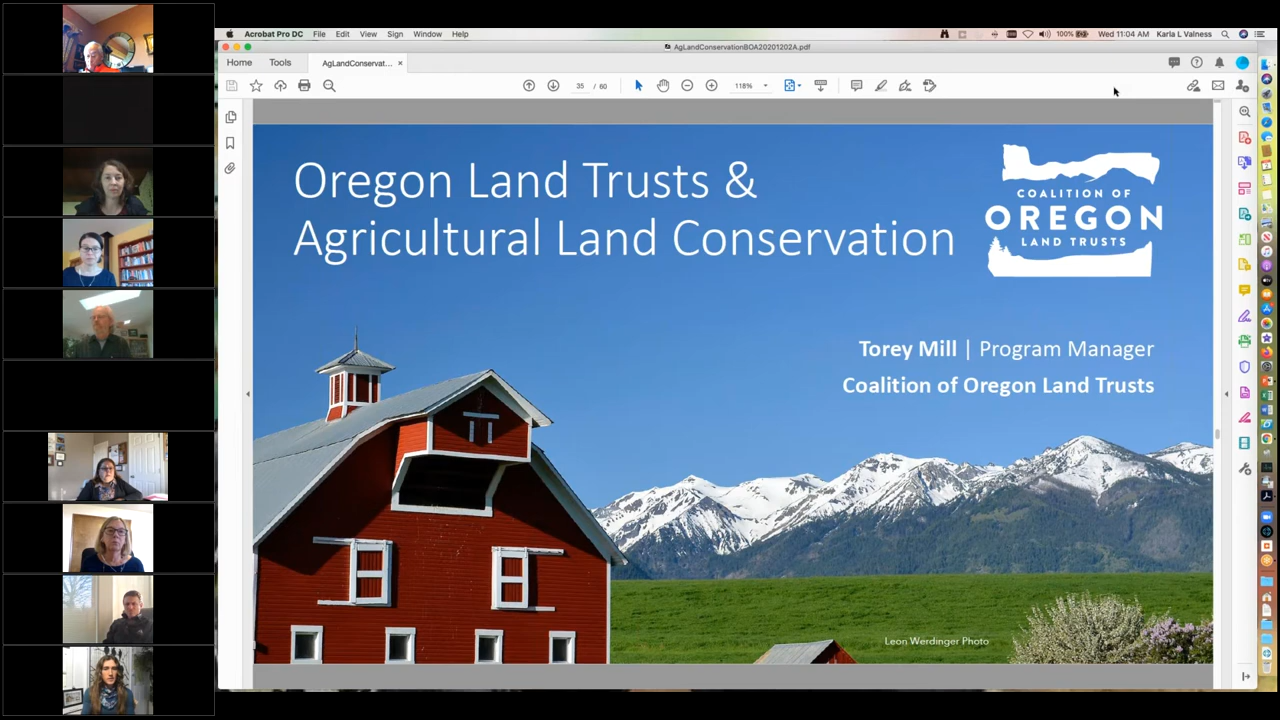 Acrobat Pro DC File Edit View Sign Window Help
100% Wed 11:04 AM Karla L Valness
AgLandConservationBOA20201202A.pdf
Home Tools AgLandConservat... ×
35 / 60 118%
Oregon Land Trusts &
Agricultural Land Conservation
COALITION OF
OREGON
LAND TRUSTS
Torey Mill | Program Manager
Coalition of Oregon Land Trusts
Leon Werdinger Photo